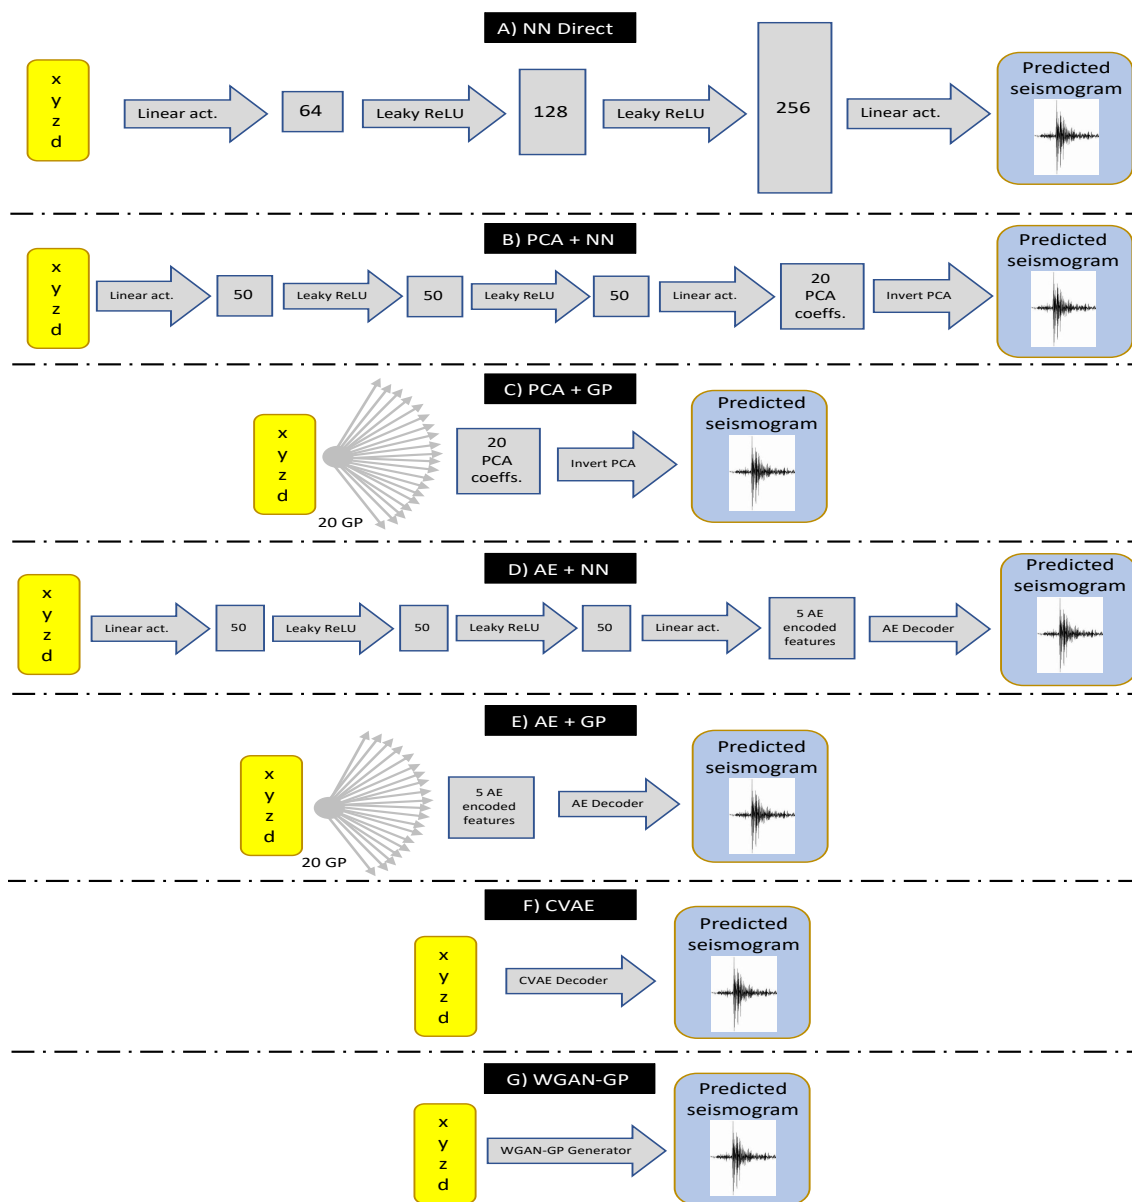 A) NN Direct
x
y
z
d
Linear act.
64
Leaky ReLU
128
Leaky ReLU
256
Linear act.
Predicted
seismogram
B) PCA + NN
x
y
z
d
Linear act.
50
Leaky ReLU
50
Leaky ReLU
50
Linear act.
20
PCA
coeffs.
Invert PCA
Predicted
seismogram
C) PCA + GP
x
y
z
d
20 GP
20
PCA
coeffs.
Invert PCA
Predicted
seismogram
D) AE + NN
x
y
z
d
Linear act.
50
Leaky ReLU
50
Leaky ReLU
50
Linear act.
5 AE
encoded
features
AE Decoder
Predicted
seismogram
E) AE + GP
x
y
z
d
20 GP
5 AE
encoded
features
AE Decoder
Predicted
seismogram
F) CVAE
x
y
z
d
CVAE Decoder
Predicted
seismogram
G) WGAN-GP
x
y
z
d
WGAN-GP Generator
Predicted
seismogram